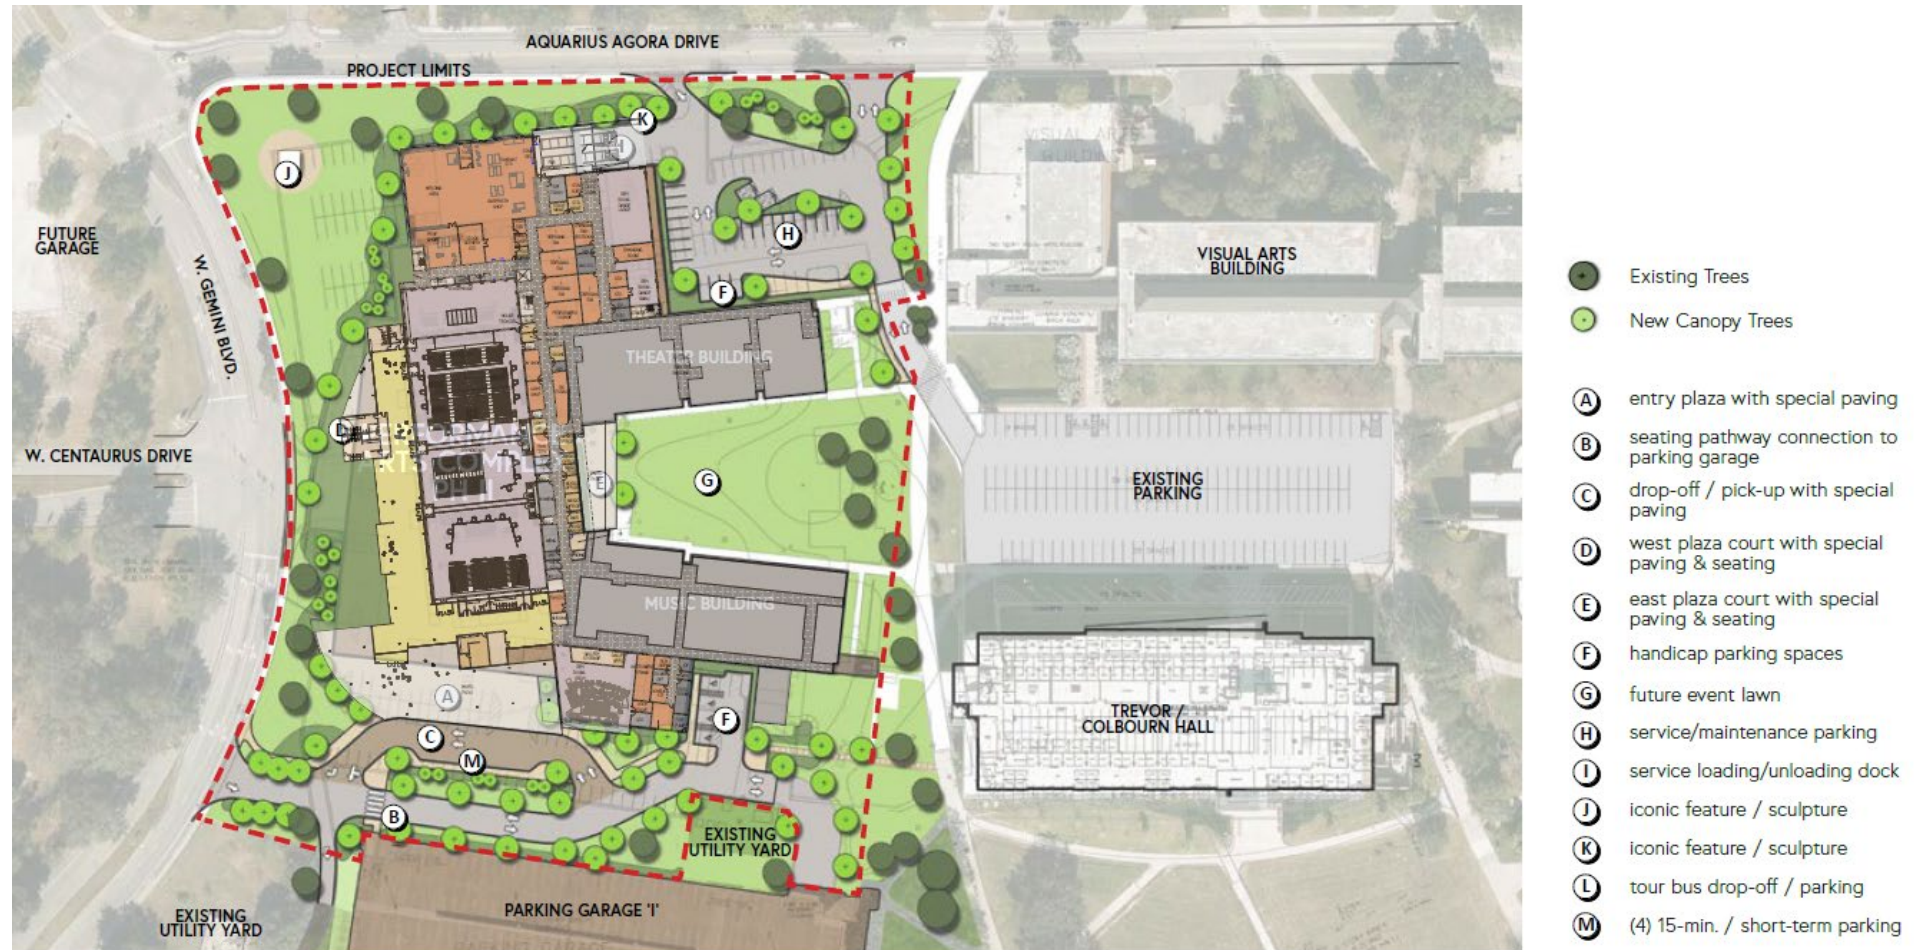 AQUARIUS AGORA DRIVE
PROJECT LIMITS
K
I
J
FUTURE
GARAGE
W. GEMINI BLVD.
H
F
VISUAL ARTS
BUILDING
VISUAL ARTS
BUILDING
THEATER BUILDING
D
W. CENTAURUS DRIVE
ARTS COMPLEX
E
G
EXISTING
PARKING
MUSIC BUILDING
A
F
TREVOR /
COLBOURN HALL
C
M
B
EXISTING
UTILITY YARD
PARKING GARAGE 'I'
EXISTING
UTILITY YARD
Existing Trees
New Canopy Trees
A entry plaza with special paving
B seating pathway connection to
parking garage
C drop-off / pick-up with special
paving
D west plaza court with special
paving & seating
E east plaza court with special
paving & seating
F handicap parking spaces
G future event lawn
H service/maintenance parking
I service loading/unloading dock
J iconic feature / sculpture
K iconic feature / sculpture
L tour bus drop-off / parking
M (4) 15-min. / short-term parking